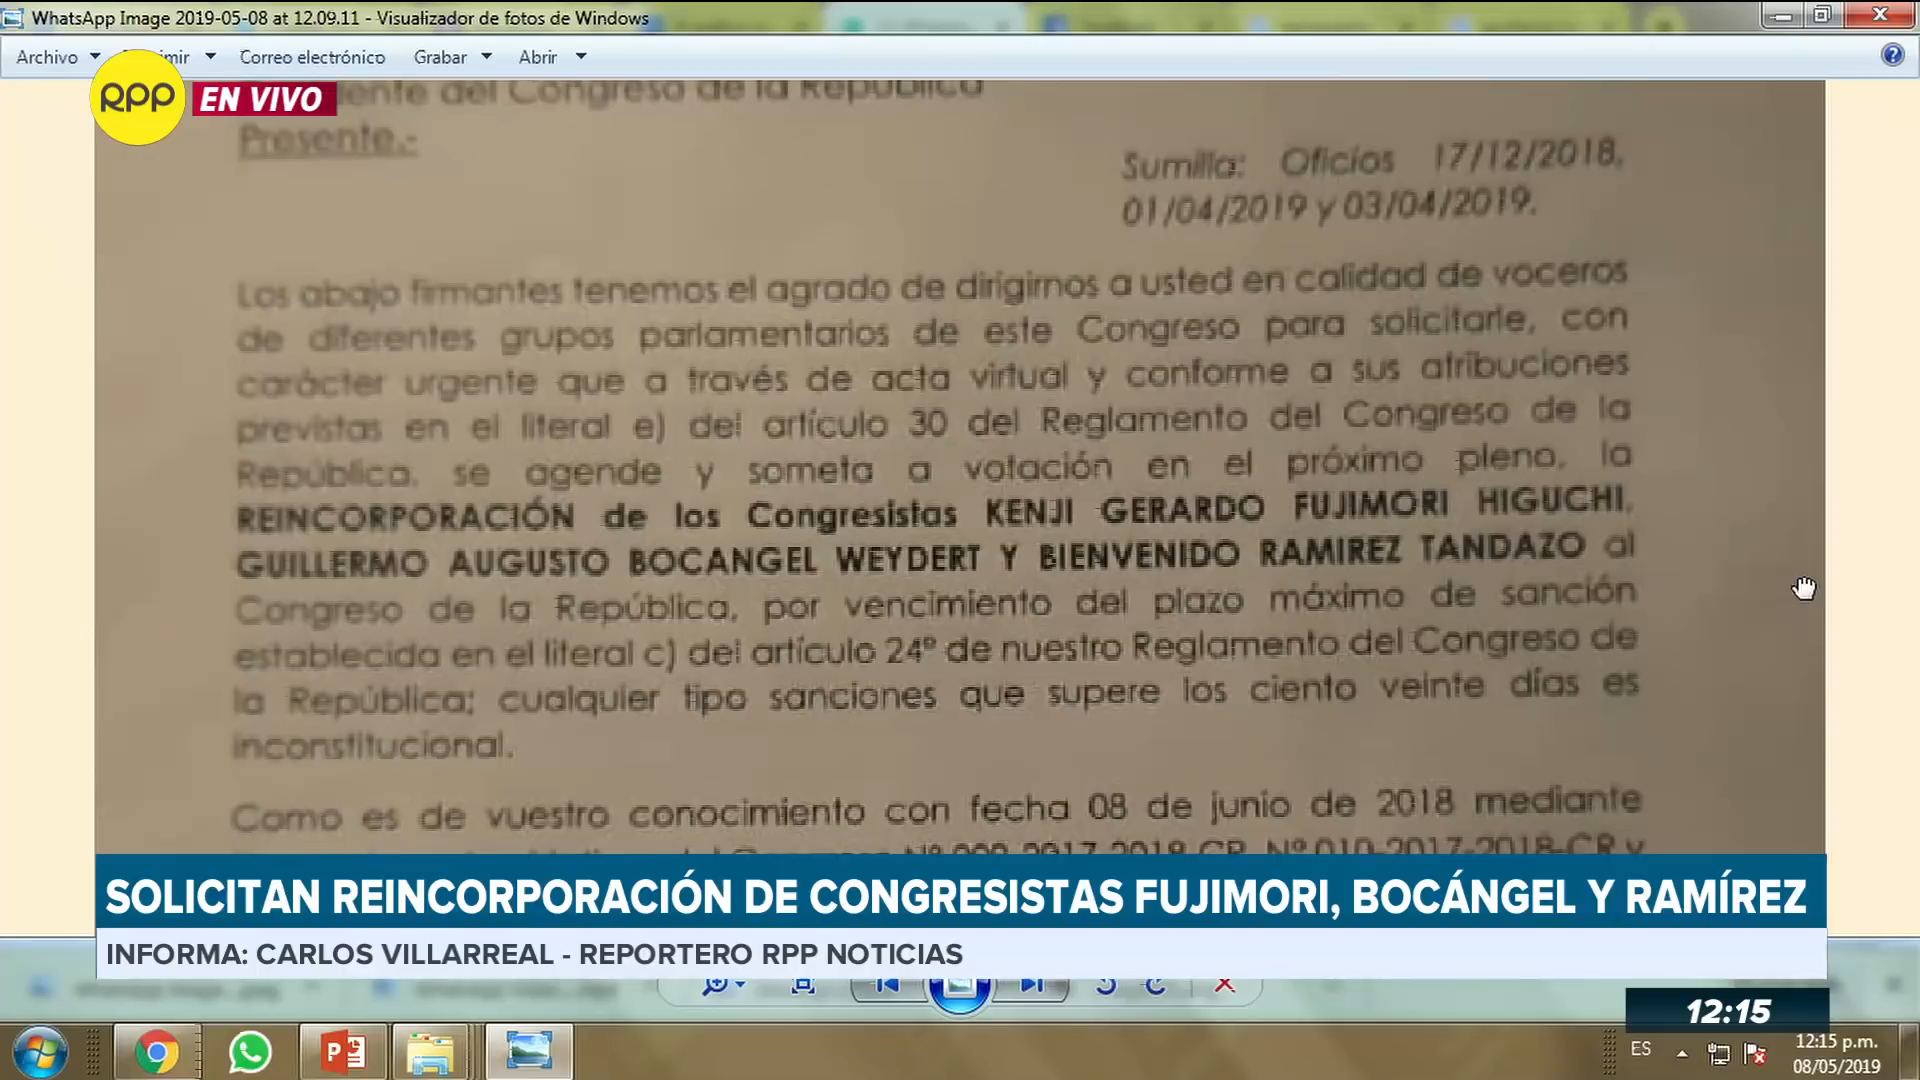 WhatsApp Image 2019-05-08 at 12.09.11 - Visualizador de fotos de Windows
Archivo Correo electrónico Grabar Abrir
RPP EN VIVO
del Congreso de la República
Presente.-
Sumilla: Oficios 17/12/2018,
01/04/2019 y 03/04/2019.
Los abajo firmantes tenemos el agrado de dirigirnos a usted en calidad de voceros
de diferentes grupos parlamentarios de este Congreso para solicitarle, con
carácter urgente que a través de acta virtual y conforme a sus atribuciones
previstas en el literal e) del artículo 30 del Reglamento del Congreso de la
República, se agende y someta a votación en el próximo pleno, la
REINCORPORACIÓN de los Congresistas KENJI GERARDO FUJIMORI HIGUCHI,
GUILLERMO AUGUSTO BOCANGEL WEYDERT Y BIENVENIDO RAMIREZ TANDAZO al
Congreso de la República, por vencimiento del plazo máximo de sanción
establecida en el literal c) del artículo 24º de nuestro Reglamento del Congreso de
la República; cualquier tipo sanciones que supere los ciento veinte días es
inconstitucional.
Como es de vuestro conocimiento con fecha 08 de junio de 2018 mediante
SOLICITAN REINCORPORACIÓN DE CONGRESISTAS FUJIMORI, BOCÁNGEL Y RAMÍREZ
INFORMA: CARLOS VILLARREAL - REPORTERO RPP NOTICIAS
12:15
ES
12:15 p.m.
08/05/2019